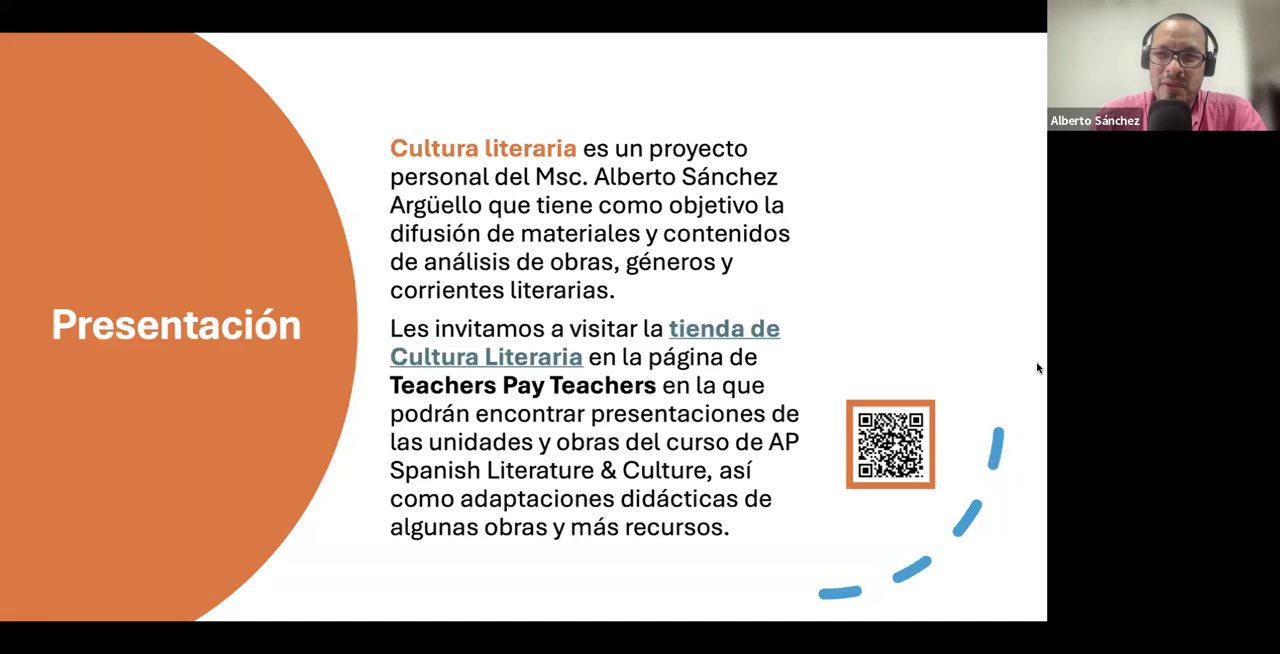 Presentación
Cultura literaria es un proyecto
personal del Msc. Alberto Sánchez
Argüello que tiene como objetivo la
difusión de materiales y contenidos
de análisis de obras, géneros y
corrientes literarias.
Les invitamos a visitar la tienda de
Cultura Literaria en la página de
Teachers Pay Teachers en la que
podrán encontrar presentaciones de
las unidades y obras del curso de AP
Spanish Literature & Culture, así
como adaptaciones didácticas de
algunas obras y más recursos.
Alberto Sánchez